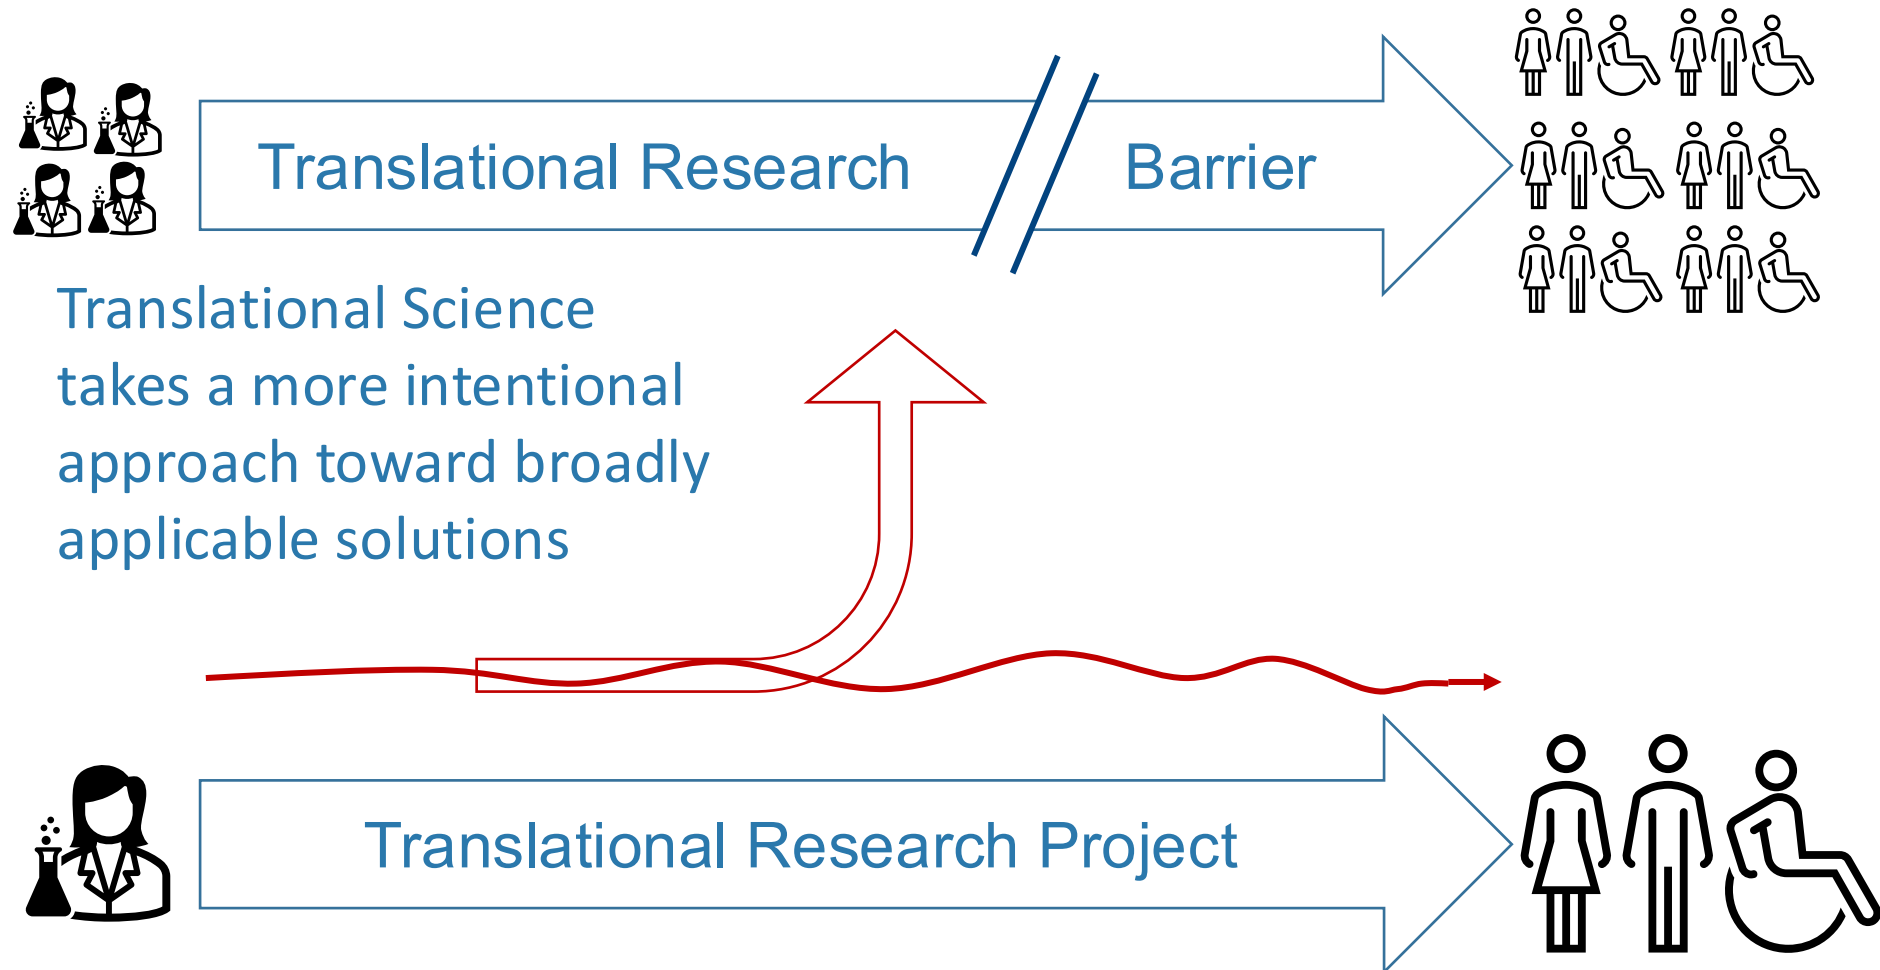 Translational Research
Barrier
Translational Science
takes a more intentional
approach toward broadly
applicable solutions
Translational Research Project